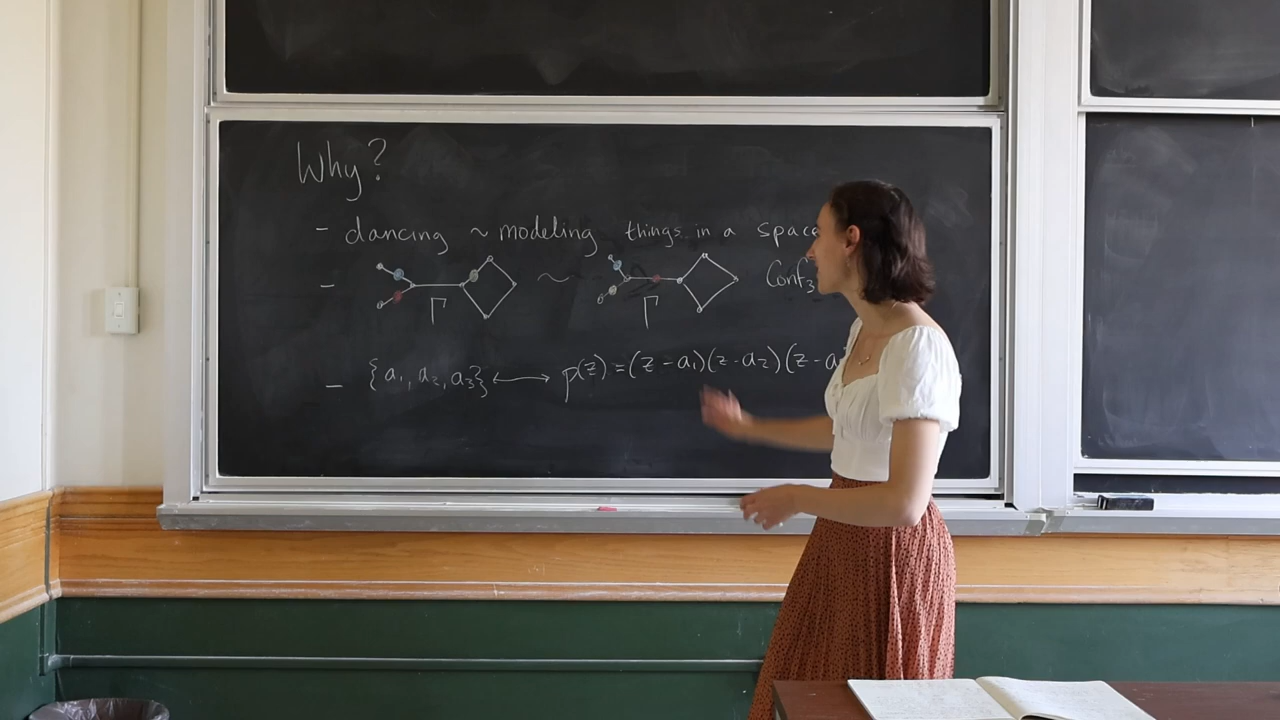 Why?
- dancing ~ modeling things in a space
- Γ ~ Γ Conf₃
- {a₁, a₂, a₃} ⟷ p(z) = (z - a₁)(z - a₂)(z - a